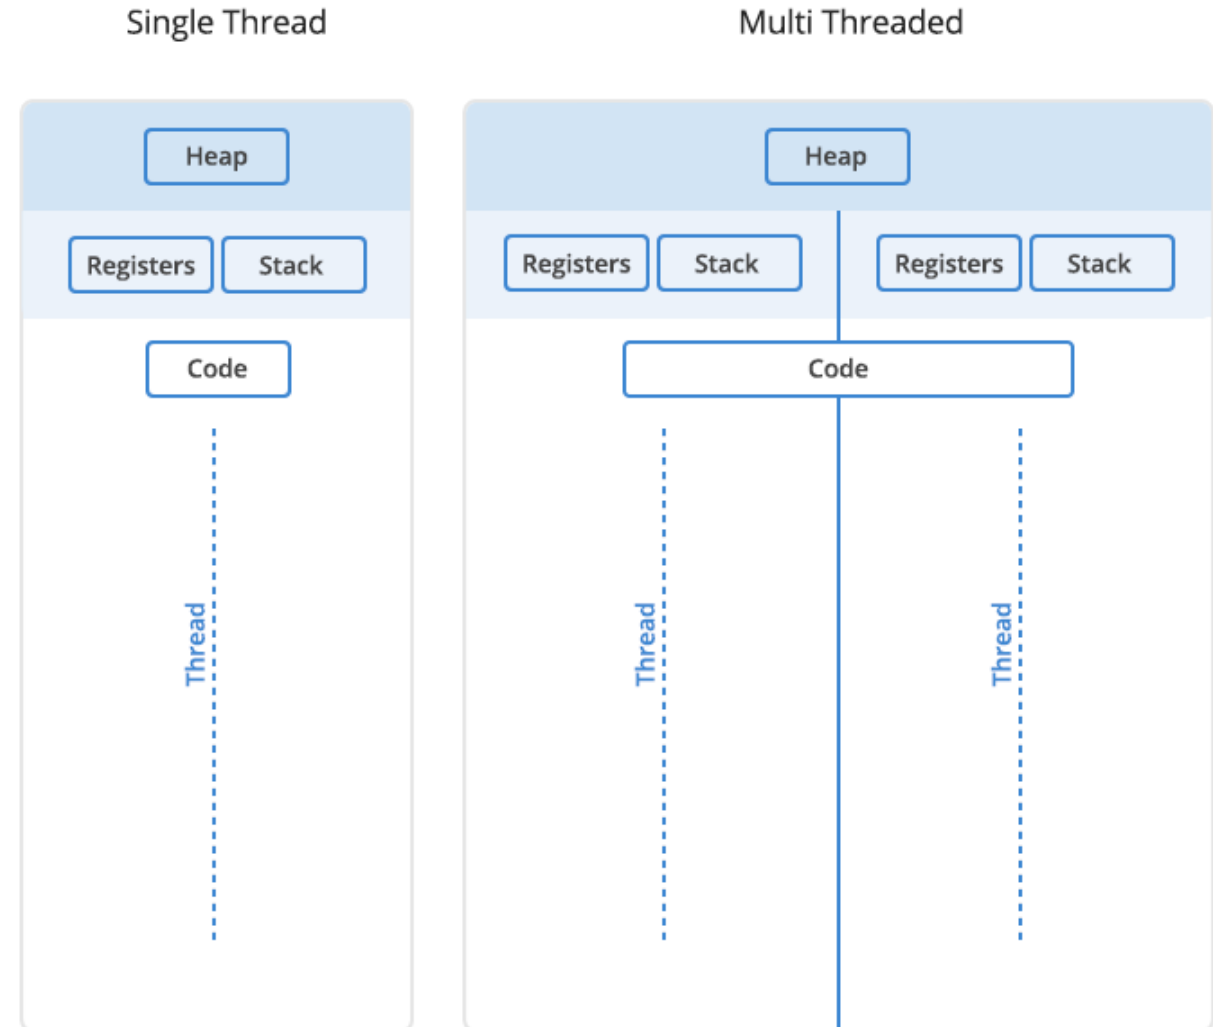 Single Thread
Multi Threaded
Heap
Registers
Stack
Code
Thread
Heap
Registers
Stack
Registers
Stack
Code
Thread
Thread